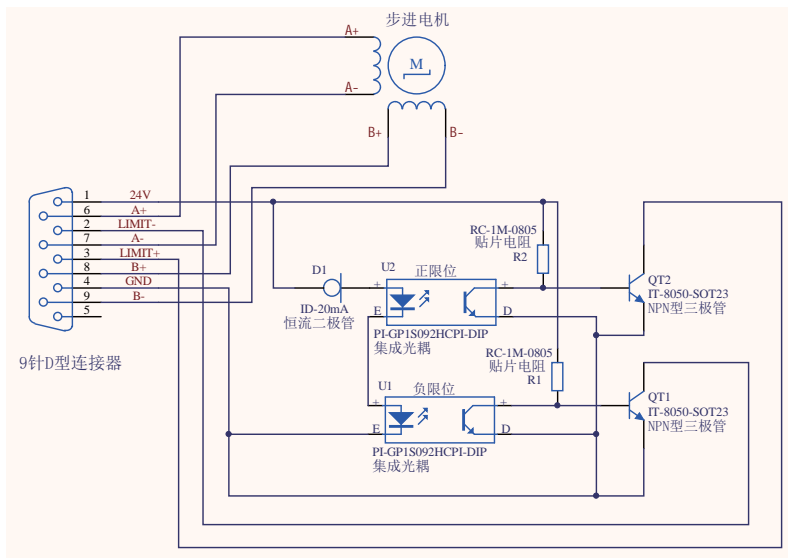 步进电机
A+
M
A-
B+
B-
1 24V
6 A+
2 LIMIT-
7 A-
3 LIMIT+
8 B+
4 GND
9 B-
5
9针D型连接器
D1
ID-20mA
恒流二极管
U2
正限位
+
+
E
D
PI-GP1S092HCPI-DIP
集成光耦
RC-1M-0805
贴片电阻
R2
QT2
IT-8050-SOT23
NPN型三极管
RC-1M-0805
贴片电阻
R1
U1
负限位
+
+
E
D
PI-GP1S092HCPI-DIP
集成光耦
QT1
IT-8050-SOT23
NPN型三极管